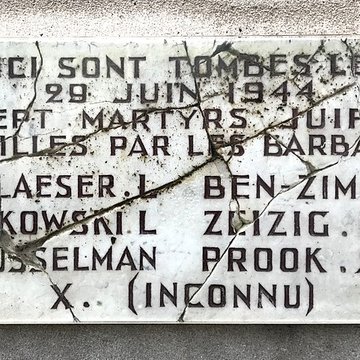 ICI SONT TOMBES LE
29 JUIN 1944
EPT MARTYRS JUIF
ILLES PAR LES BARBA
LAESER.L BEN-ZIM
KOWSKI.L ZEIZIG.
USSELMAN PROOK.
X. (INCONNU)